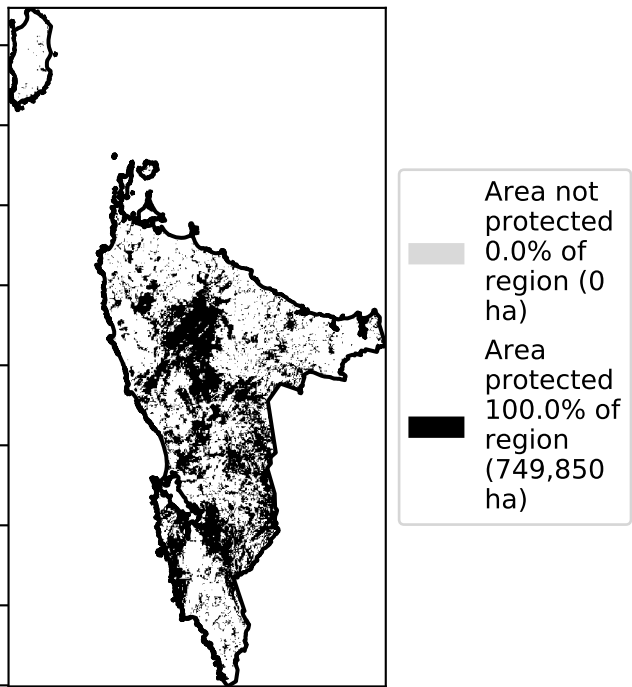 Area not
protected
0.0% of
region (0
ha)
Area
protected
100.0% of
region
(749,850
ha)